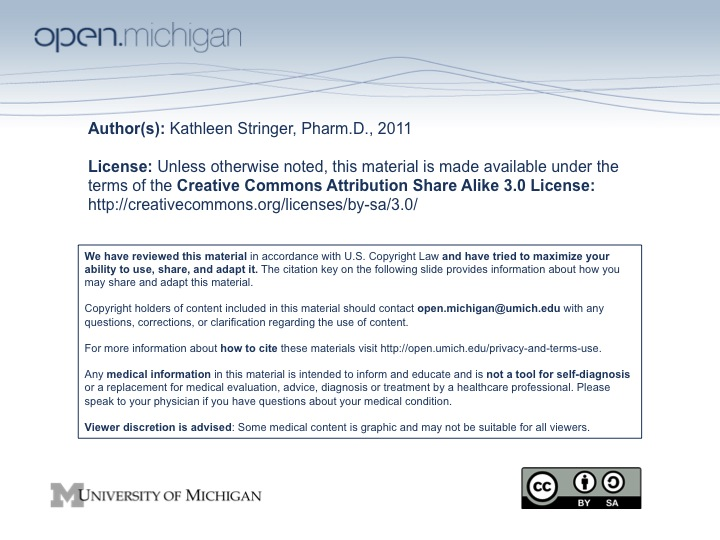 open.michigan
Author(s): Kathleen Stringer, Pharm.D., 2011
License: Unless otherwise noted, this material is made available under the
terms of the Creative Commons Attribution Share Alike 3.0 License:
http://creativecommons.org/licenses/by-sa/3.0/
We have reviewed this material in accordance with U.S. Copyright Law and have tried to maximize your
ability to use, share, and adapt it. The citation key on the following slide provides information about how you
may share and adapt this material.
Copyright holders of content included in this material should contact open.michigan@umich.edu with any
questions, corrections, or clarification regarding the use of content.
For more information about how to cite these materials visit http://open.umich.edu/privacy-and-terms-use.
Any medical information in this material is intended to inform and educate and is not a tool for self-diagnosis
or a replacement for medical evaluation, advice, diagnosis or treatment by a healthcare professional. Please
speak to your physician if you have questions about your medical condition.
Viewer discretion is advised: Some medical content is graphic and may not be suitable for all viewers.
M UNIVERSITY OF MICHIGAN
cc
BY SA